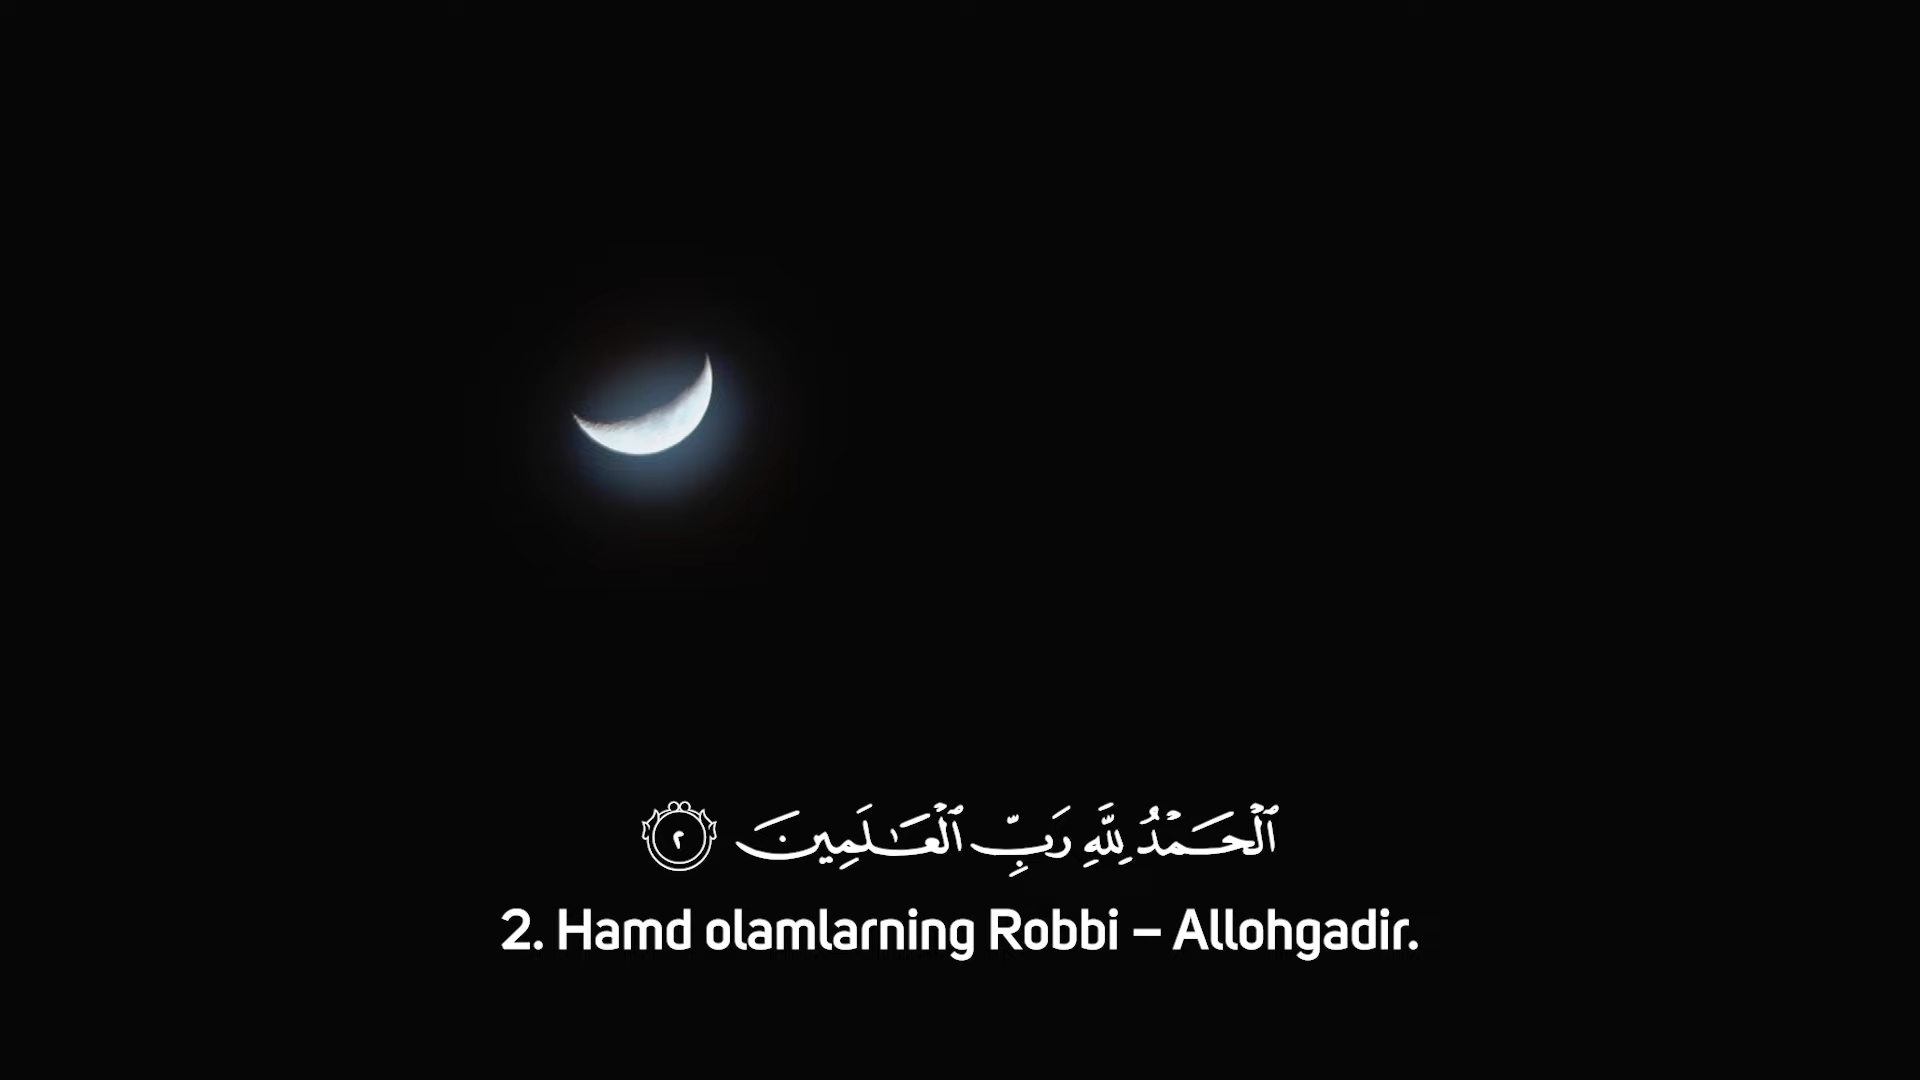 ٱلْحَمْدُ لِلَّهِ رَبِّ ٱلْعَـٰلَمِينَ ٢
2. Hamd olamlarning Robbi – Allohgadir.